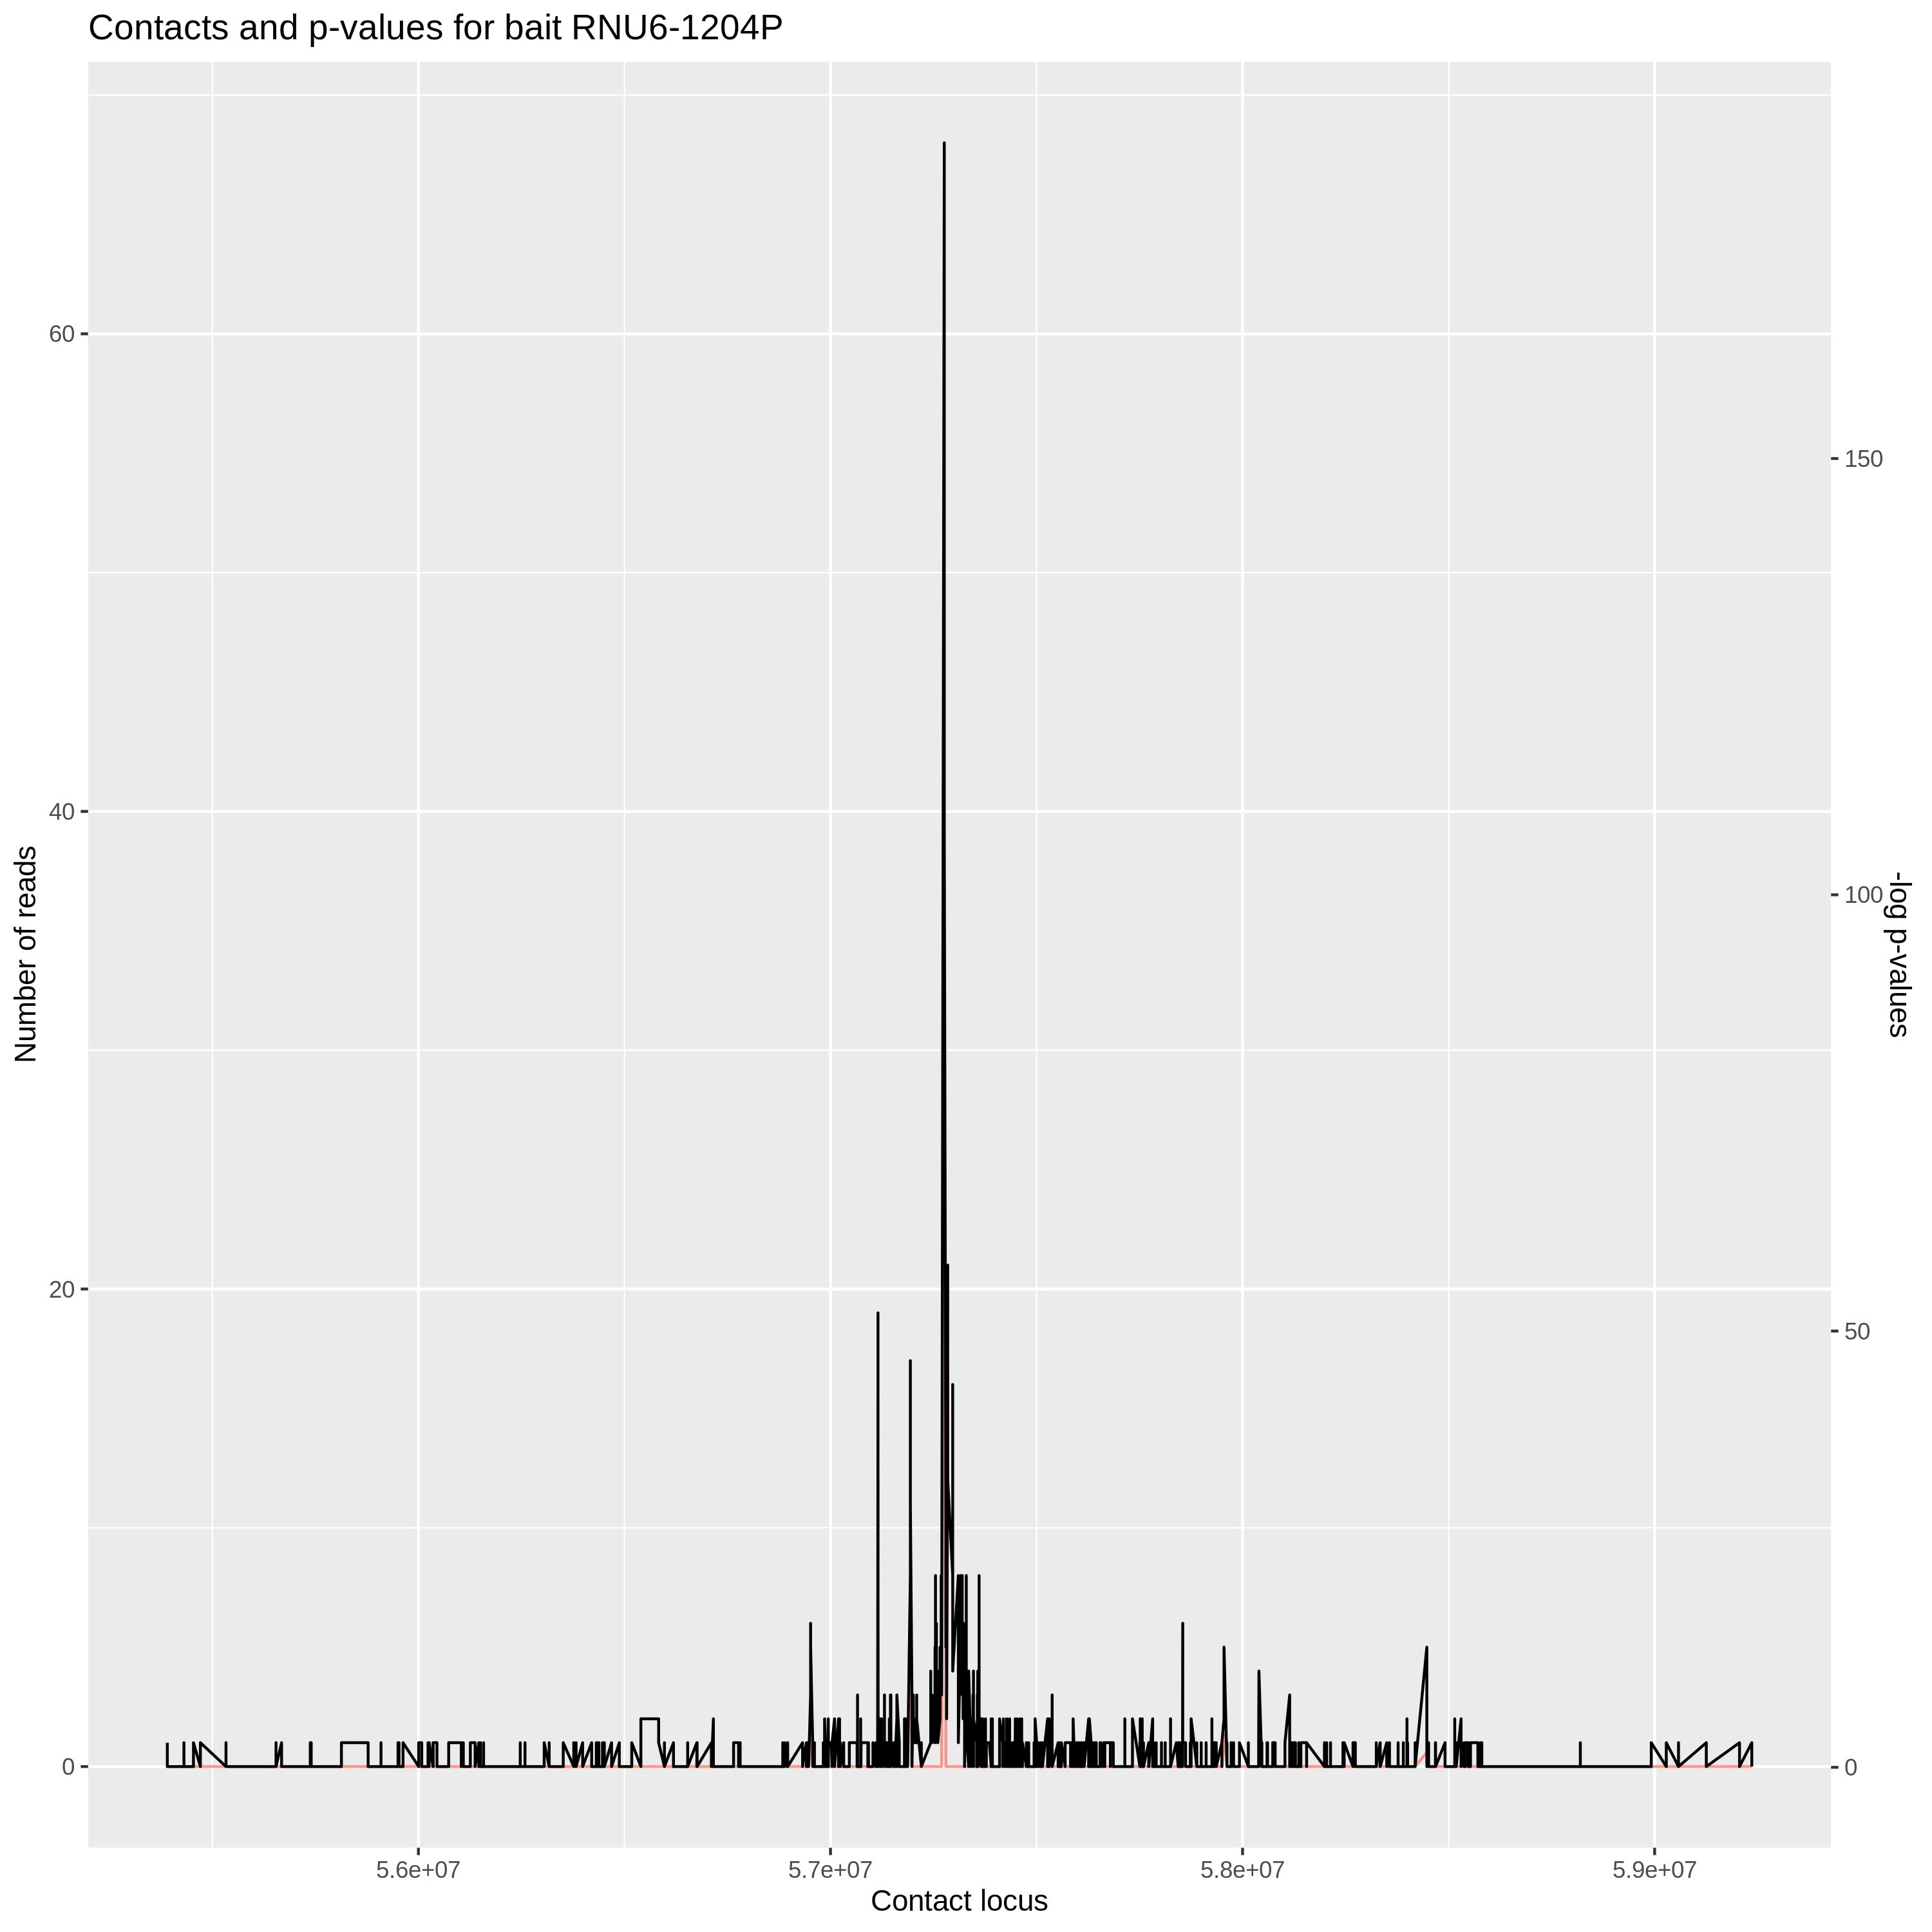 Contacts and p-values for bait RNU6-1204P
60
40
20
0
Number of reads
150
100
50
0
-log p-values
5.6e+07
5.7e+07
5.8e+07
5.9e+07
Contact locus